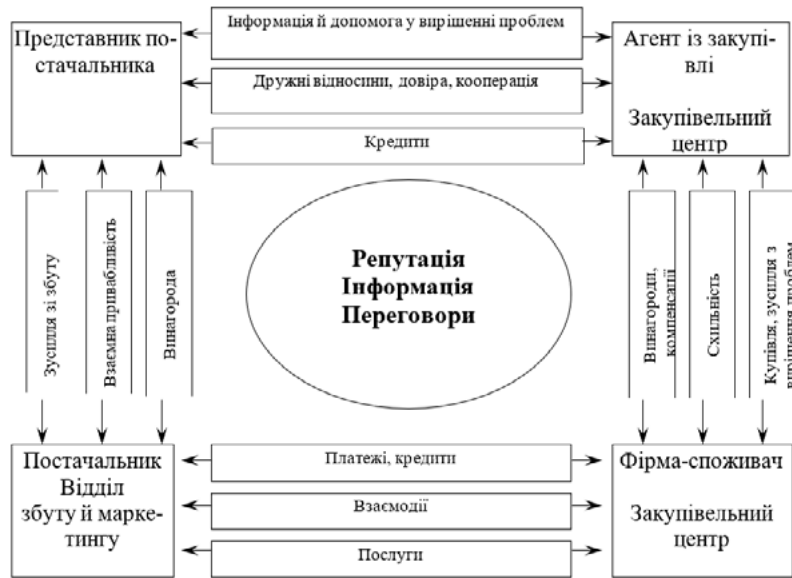 Інформація й допомога у вирішенні проблем
Представник по-
стачальника
Агент із закупі-
влі
Закупівельний
центр
Дружні відносини, довіра, кооперація
Кредити
Зусилля зі збуту
Взаємна привабливість
Винагорода
Репутація
Інформація
Переговори
Винагороди,
компенсації
Схильність
Купівля, зусилля з
вирішення проблем
Постачальник
Відділ
збуту й марке-
тингу
Платежі, кредити
Взаємодії
Послуги
Фірма-споживач
Закупівельний
центр